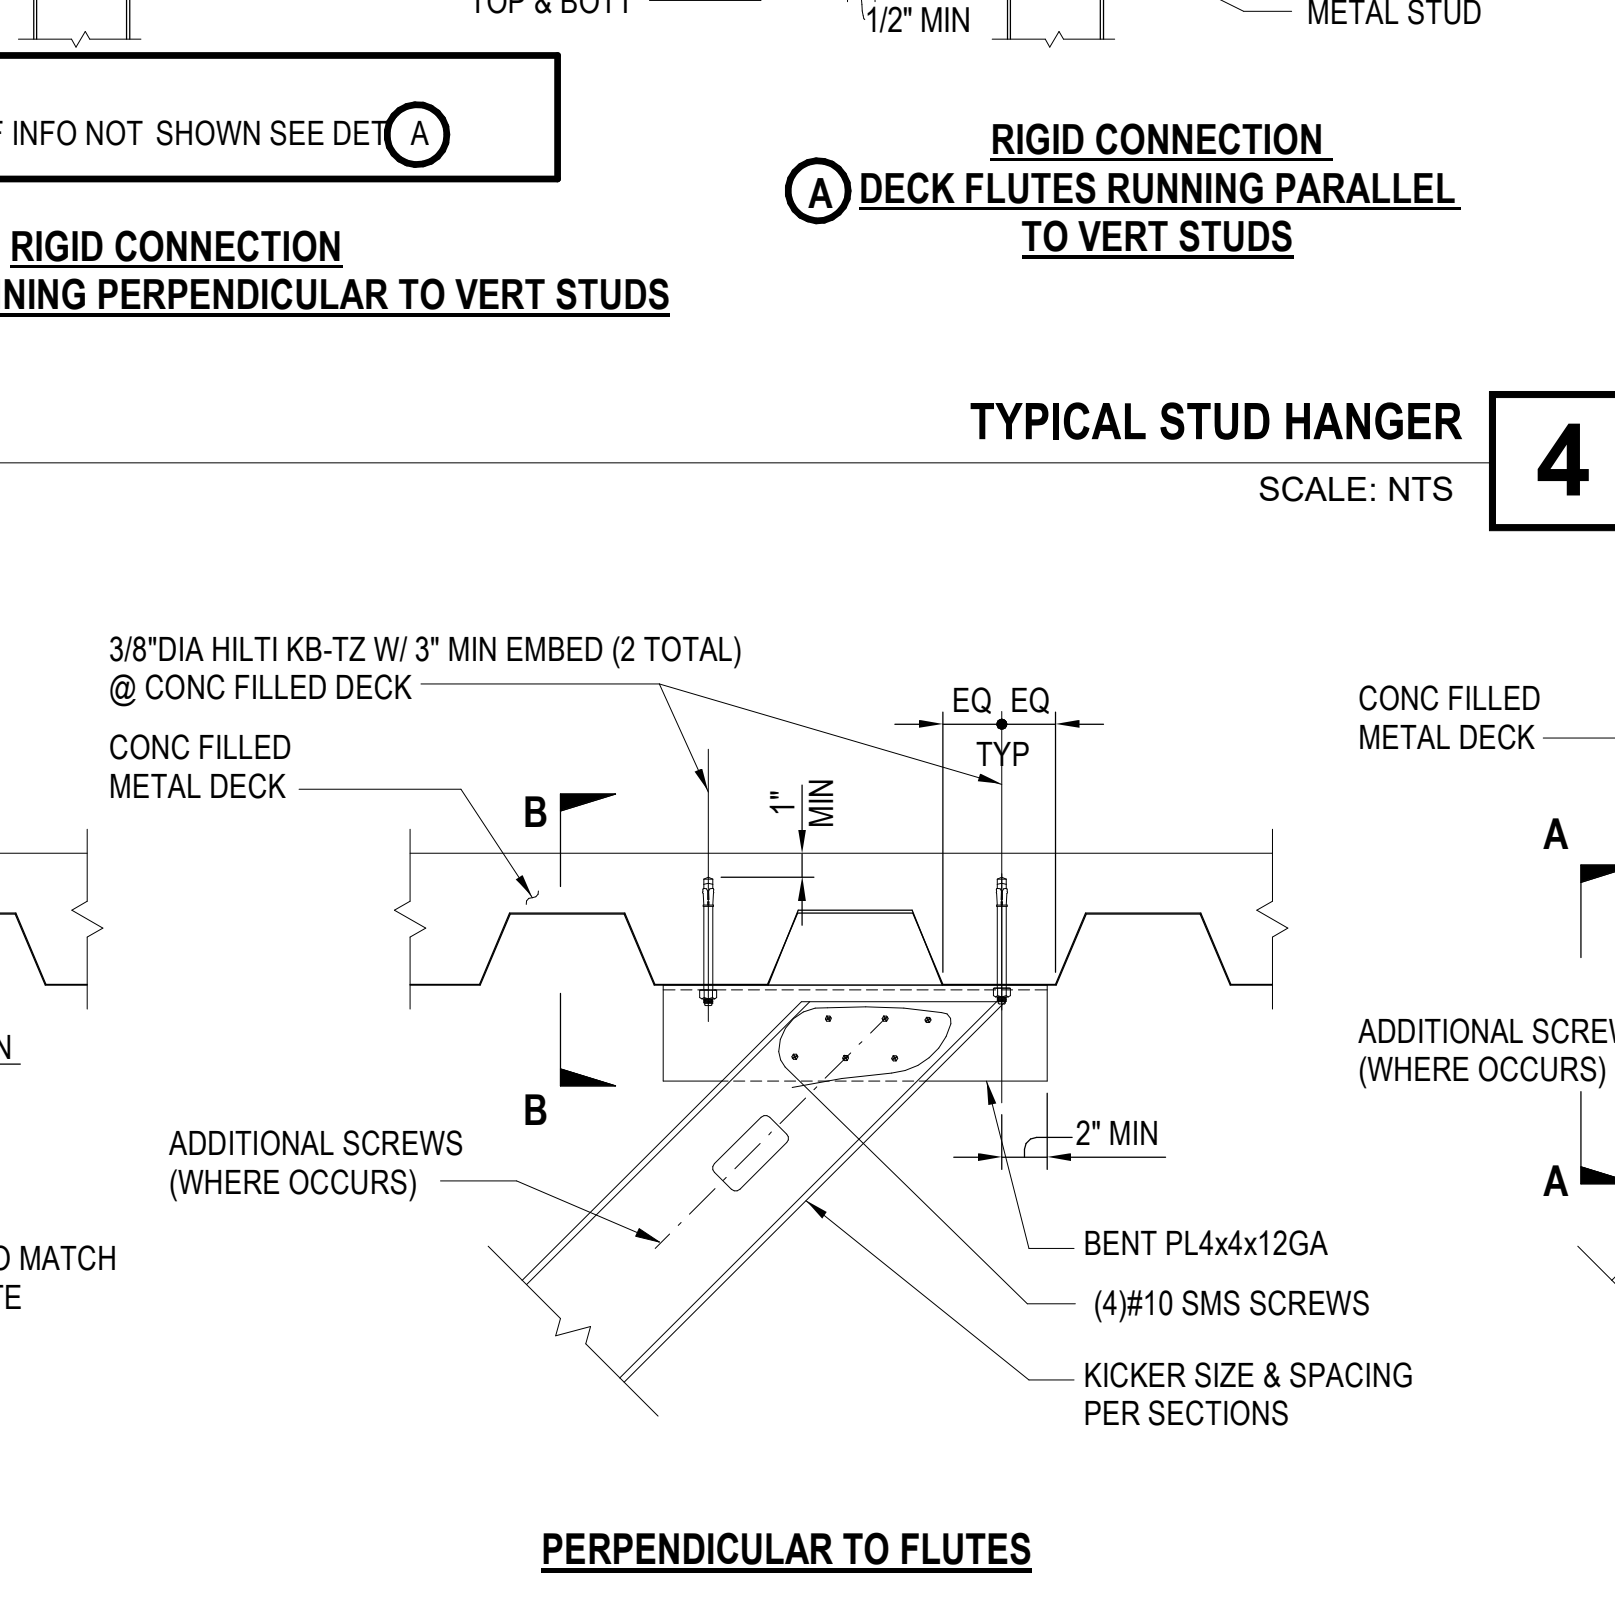 TOP & BOTT
1/2" MIN
METAL STUD
INFO NOT SHOWN SEE DET A
RIGID CONNECTION
A DECK FLUTES RUNNING PARALLEL
TO VERT STUDS
RIGID CONNECTION
NING PERPENDICULAR TO VERT STUDS
TYPICAL STUD HANGER
4
SCALE: NTS
3/8"DIA HILTI KB-TZ W/ 3" MIN EMBED (2 TOTAL)
@ CONC FILLED DECK
CONC FILLED
METAL DECK
EQ EQ
TYP
1"
MIN
B
B
CONC FILLED
METAL DECK
A
A
N
ADDITIONAL SCREWS
(WHERE OCCURS)
2" MIN
ADDITIONAL SCREW
(WHERE OCCURS)
MATCH
TE
BENT PL4x4x12GA
(4)#10 SMS SCREWS
KICKER SIZE & SPACING
PER SECTIONS
PERPENDICULAR TO FLUTES